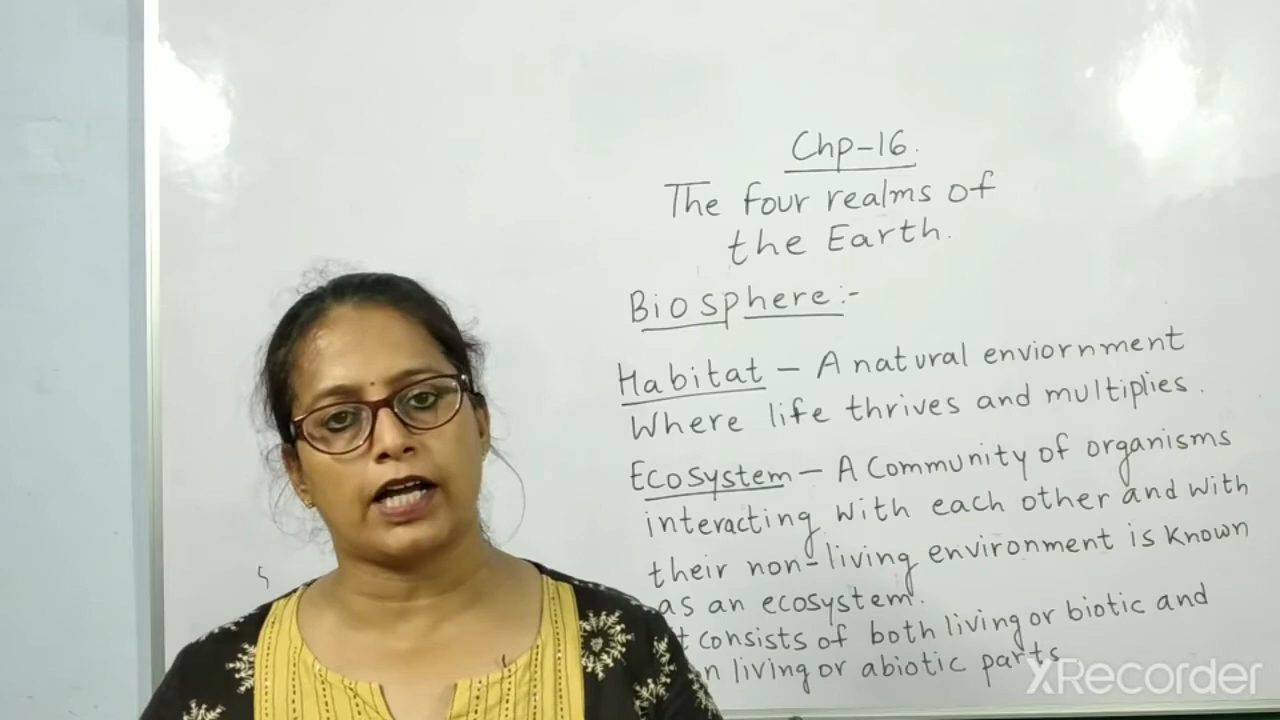 Chp-16.
The four realms of
the Earth.
Biosphere:-
Habitat - A natural enviornment
Where life thrives and multiplies.
Ecosystem - A Community of organisms
interacting with each other and with
their non-living environment is known
as an ecosystem.
t consists of both living or biotic and
n living or abiotic parts
XRecorder